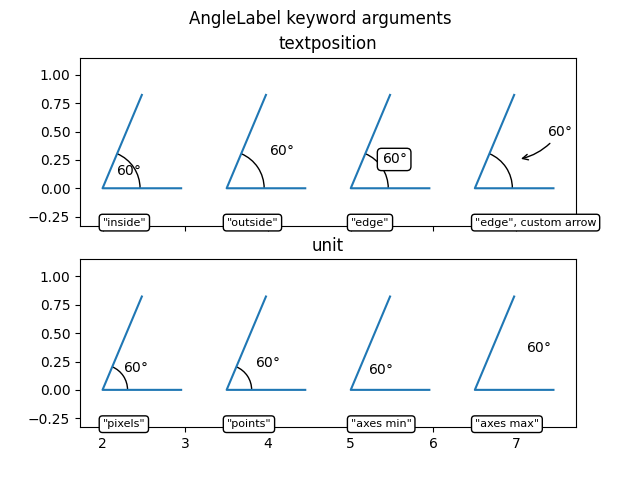 AngleLabel keyword arguments
textposition
1.00
0.75
0.50
0.25
0.00
−0.25
60° 60° 60° 60°
"inside" "outside" "edge" "edge", custom arrow
unit
1.00
0.75
0.50
0.25
0.00
−0.25
60° 60° 60° 60°
"pixels" "points" "axes min" "axes max"
2 3 4 5 6 7